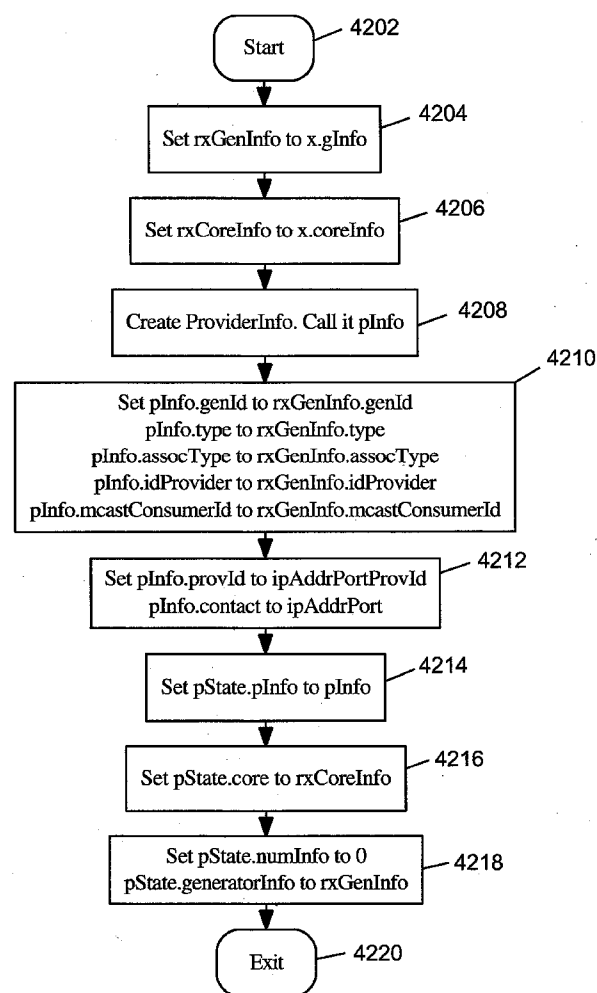 Start
4202
Set rxGenInfo to x.gInfo
4204
Set rxCoreInfo to x.coreInfo
4206
Create ProviderInfo. Call it pInfo
4208
4210
Set pInfo.genId to rxGenInfo.genId
pInfo.type to rxGenInfo.type
pInfo.assocType to rxGenInfo.assocType
pInfo.idProvider to rxGenInfo.idProvider
pInfo.mcastConsumerId to rxGenInfo.mcastConsumerId
4212
Set pInfo.provId to ipAddrPortProvId
pInfo.contact to ipAddrPort
4214
Set pState.pInfo to pInfo
4216
Set pState.core to rxCoreInfo
Set pState.numInfo to 0
pState.generatorInfo to rxGenInfo
4218
Exit
4220